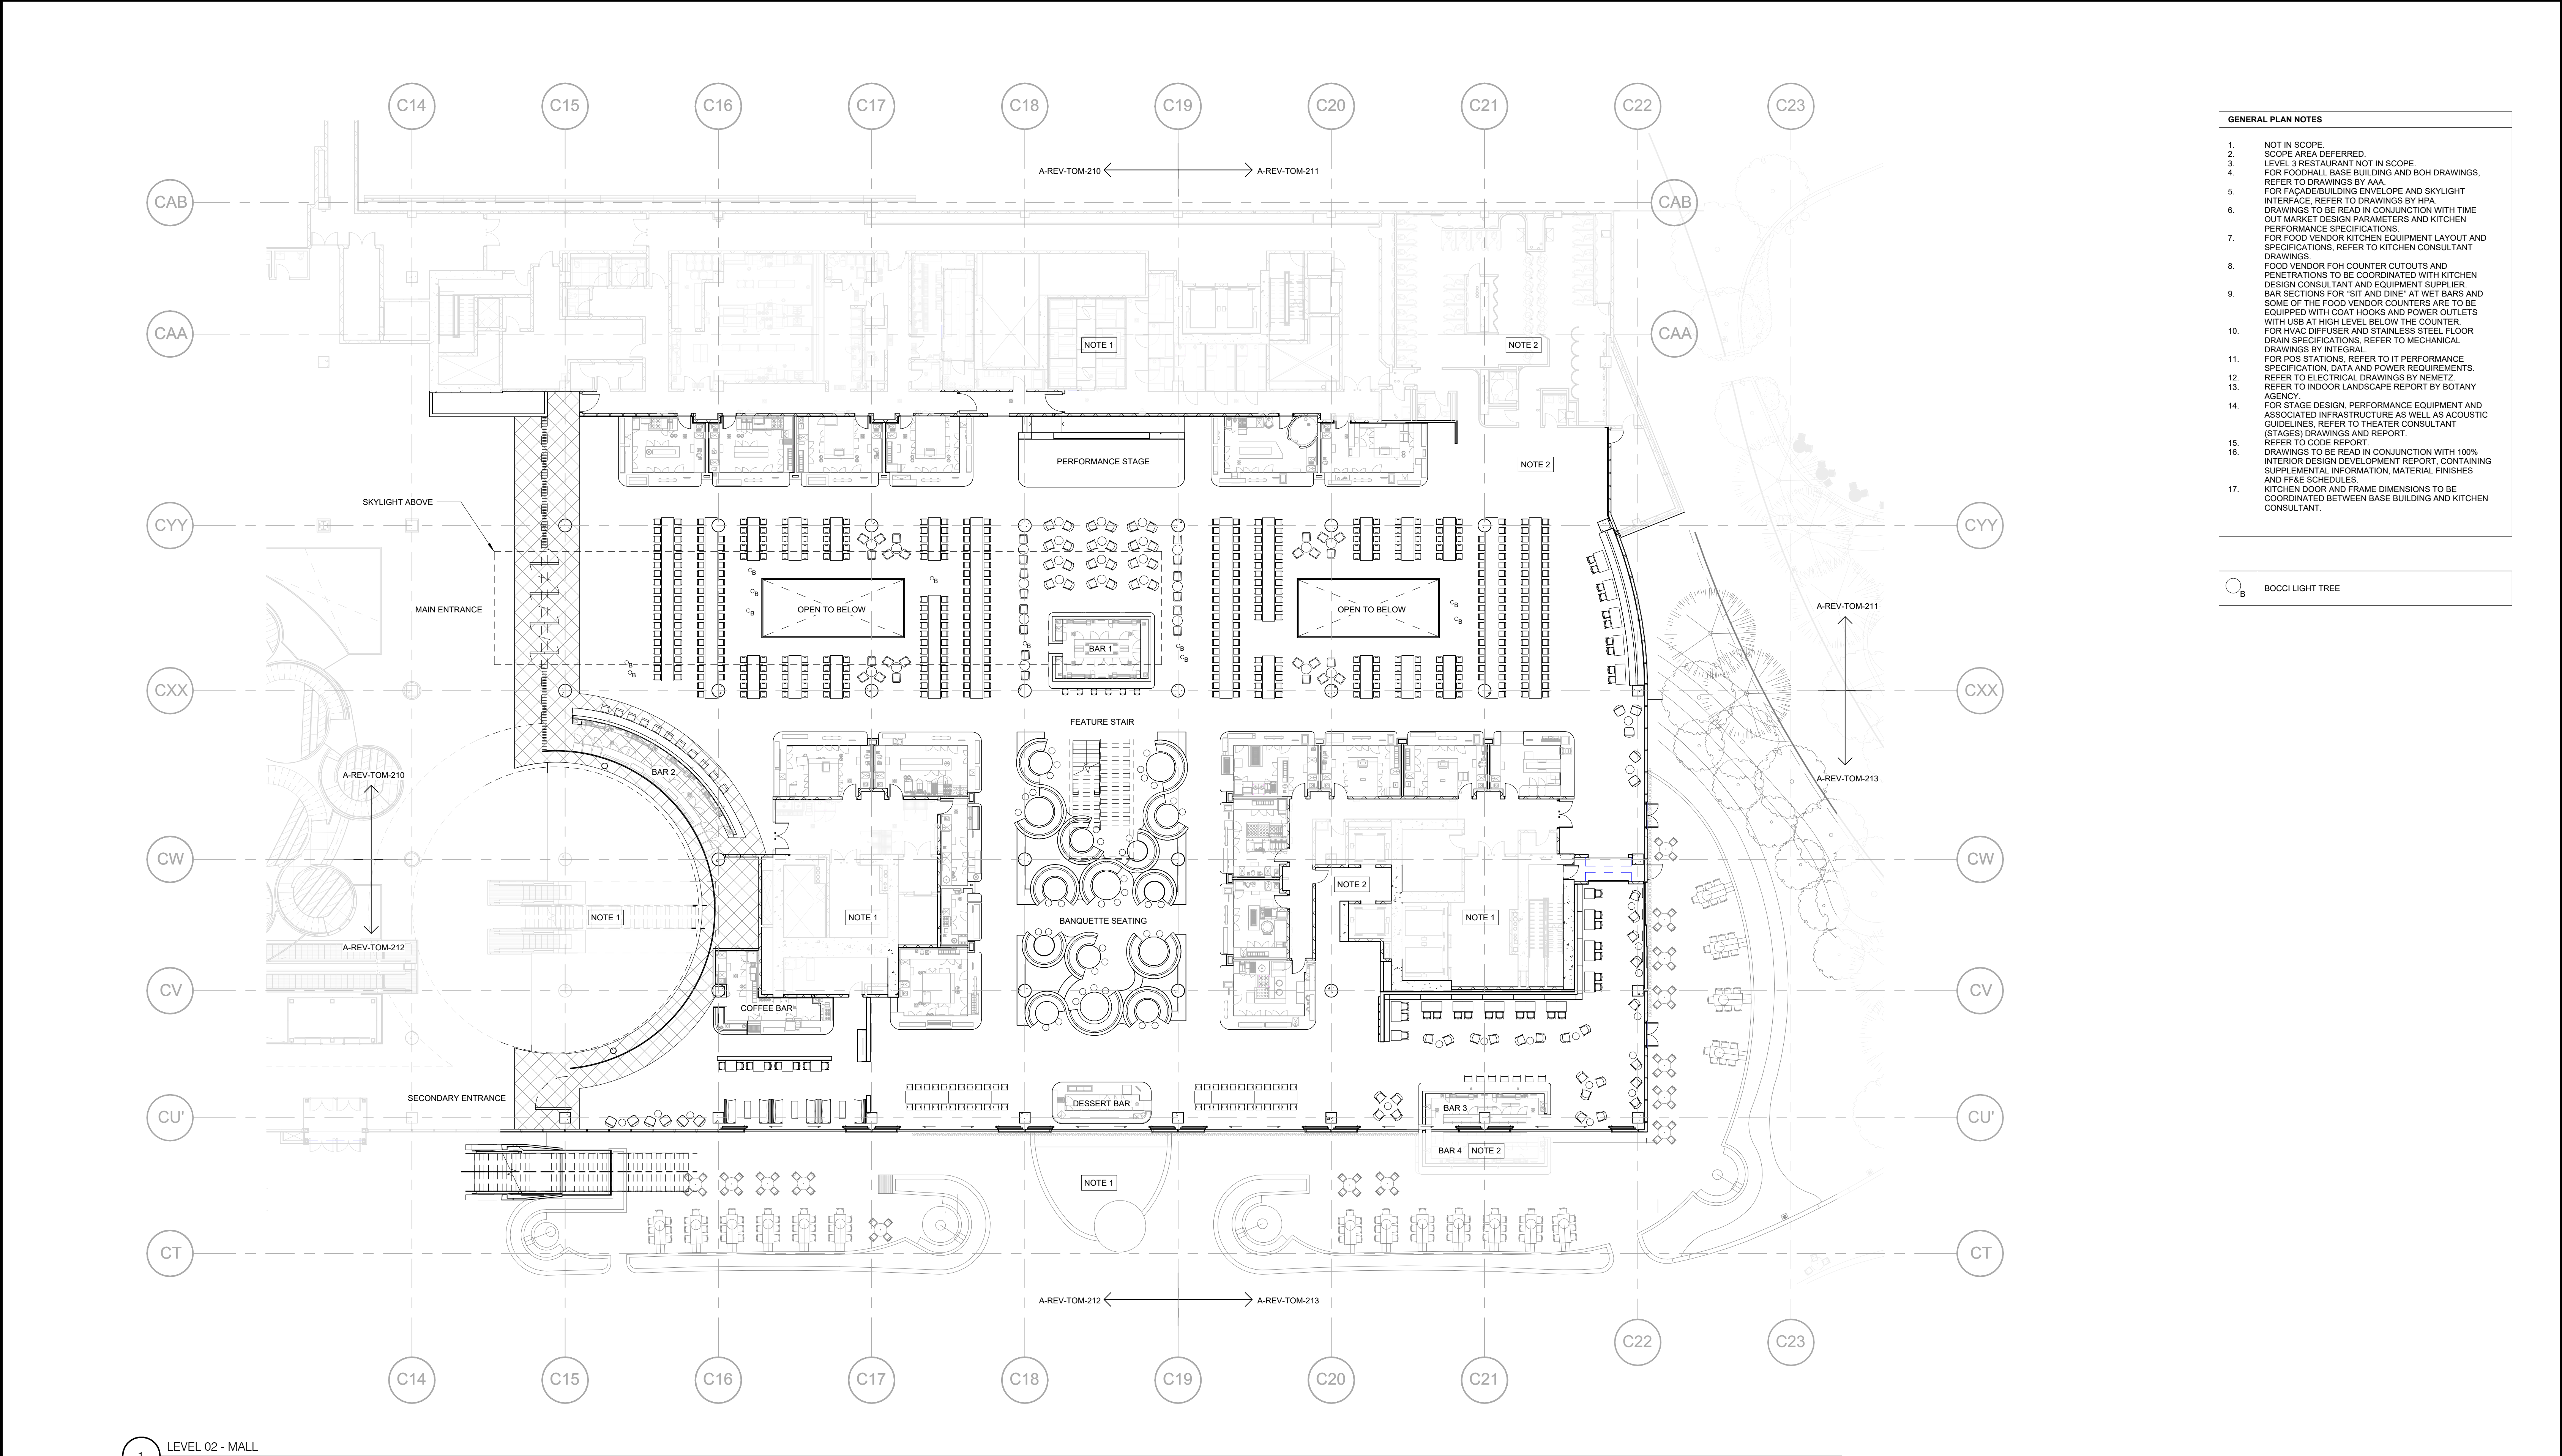 C14
C15
C16
C17
C18
C19
C20
C21
C22
C23
GENERAL PLAN NOTES
1. NOT IN SCOPE.
2. SCOPE AREA DEFERRED.
3. LEVEL 3 RESTAURANT NOT IN SCOPE.
4. FOR FOODHALL BASE BUILDING AND BOH DRAWINGS,
REFER TO DRAWINGS BY AAA.
5. FOR FAÇADE/BUILDING ENVELOPE AND SKYLIGHT
INTERFACE, REFER TO DRAWINGS BY HPA.
6. DRAWINGS TO BE READ IN CONJUNCTION WITH TIME
OUT MARKET DESIGN PARAMETERS AND KITCHEN
PERFORMANCE SPECIFICATIONS.
7. FOR FOOD VENDOR KITCHEN EQUIPMENT LAYOUT AND
SPECIFICATIONS, REFER TO KITCHEN CONSULTANT
DRAWINGS.
8. FOOD VENDOR FOH COUNTER CUTOUTS AND
PENETRATIONS TO BE COORDINATED WITH KITCHEN
DESIGN CONSULTANT AND EQUIPMENT SUPPLIER.
9. BAR SECTIONS FOR "SIT AND DINE" AT WET BARS AND
SOME OF THE FOOD VENDOR COUNTERS ARE TO BE
EQUIPPED WITH COAT HOOKS AND POWER OUTLETS
WITH USB AT HIGH LEVEL BELOW THE COUNTER.
10. FOR HVAC DIFFUSER AND STAINLESS STEEL FLOOR
DRAIN SPECIFICATIONS, REFER TO MECHANICAL
DRAWINGS BY INTEGRAL.
11. FOR POS STATIONS, REFER TO IT PERFORMANCE
SPECIFICATION, DATA AND POWER REQUIREMENTS.
12. REFER TO ELECTRICAL DRAWINGS BY NEMETZ.
13. REFER TO INDOOR LANDSCAPE REPORT BY BOTANY
AGENCY.
14. FOR STAGE DESIGN, PERFORMANCE EQUIPMENT AND
ASSOCIATED INFRASTRUCTURE AS WELL AS ACOUSTIC
GUIDELINES, REFER TO THEATER CONSULTANT
(STAGES) DRAWINGS AND REPORT.
15. REFER TO CODE REPORT.
16. DRAWINGS TO BE READ IN CONJUNCTION WITH 100%
INTERIOR DESIGN DEVELOPMENT REPORT, CONTAINING
SUPPLEMENTAL INFORMATION, MATERIAL FINISHES
AND FF&E SCHEDULES.
17. KITCHEN DOOR AND FRAME DIMENSIONS TO BE
COORDINATED BETWEEN BASE BUILDING AND KITCHEN
CONSULTANT.
B BOCCI LIGHT TREE
A-REV-TOM-210
A-REV-TOM-211
CAB
CAB
CAA
CAA
NOTE 1
NOTE 2
PERFORMANCE STAGE
NOTE 2
SKYLIGHT ABOVE
CYY
CYY
B
B
B
B
B
MAIN ENTRANCE
OPEN TO BELOW
OPEN TO BELOW
A-REV-TOM-211
B
B
B
BAR 1
B
B
B
CXX
CXX
FEATURE STAIR
BAR 2
A-REV-TOM-210
A-REV-TOM-213
CW
CW
NOTE 2
NOTE 1
NOTE 1
BANQUETTE SEATING
NOTE 1
A-REV-TOM-212
CV
CV
COFFEE BAR
SECONDARY ENTRANCE
DESSERT BAR
BAR 3
CU'
CU'
BAR 4 NOTE 2
NOTE 1
CT
CT
A-REV-TOM-212
A-REV-TOM-213
C22
C23
C14
C15
C16
C17
C18
C19
C20
C21
LEVEL 02 - MALL